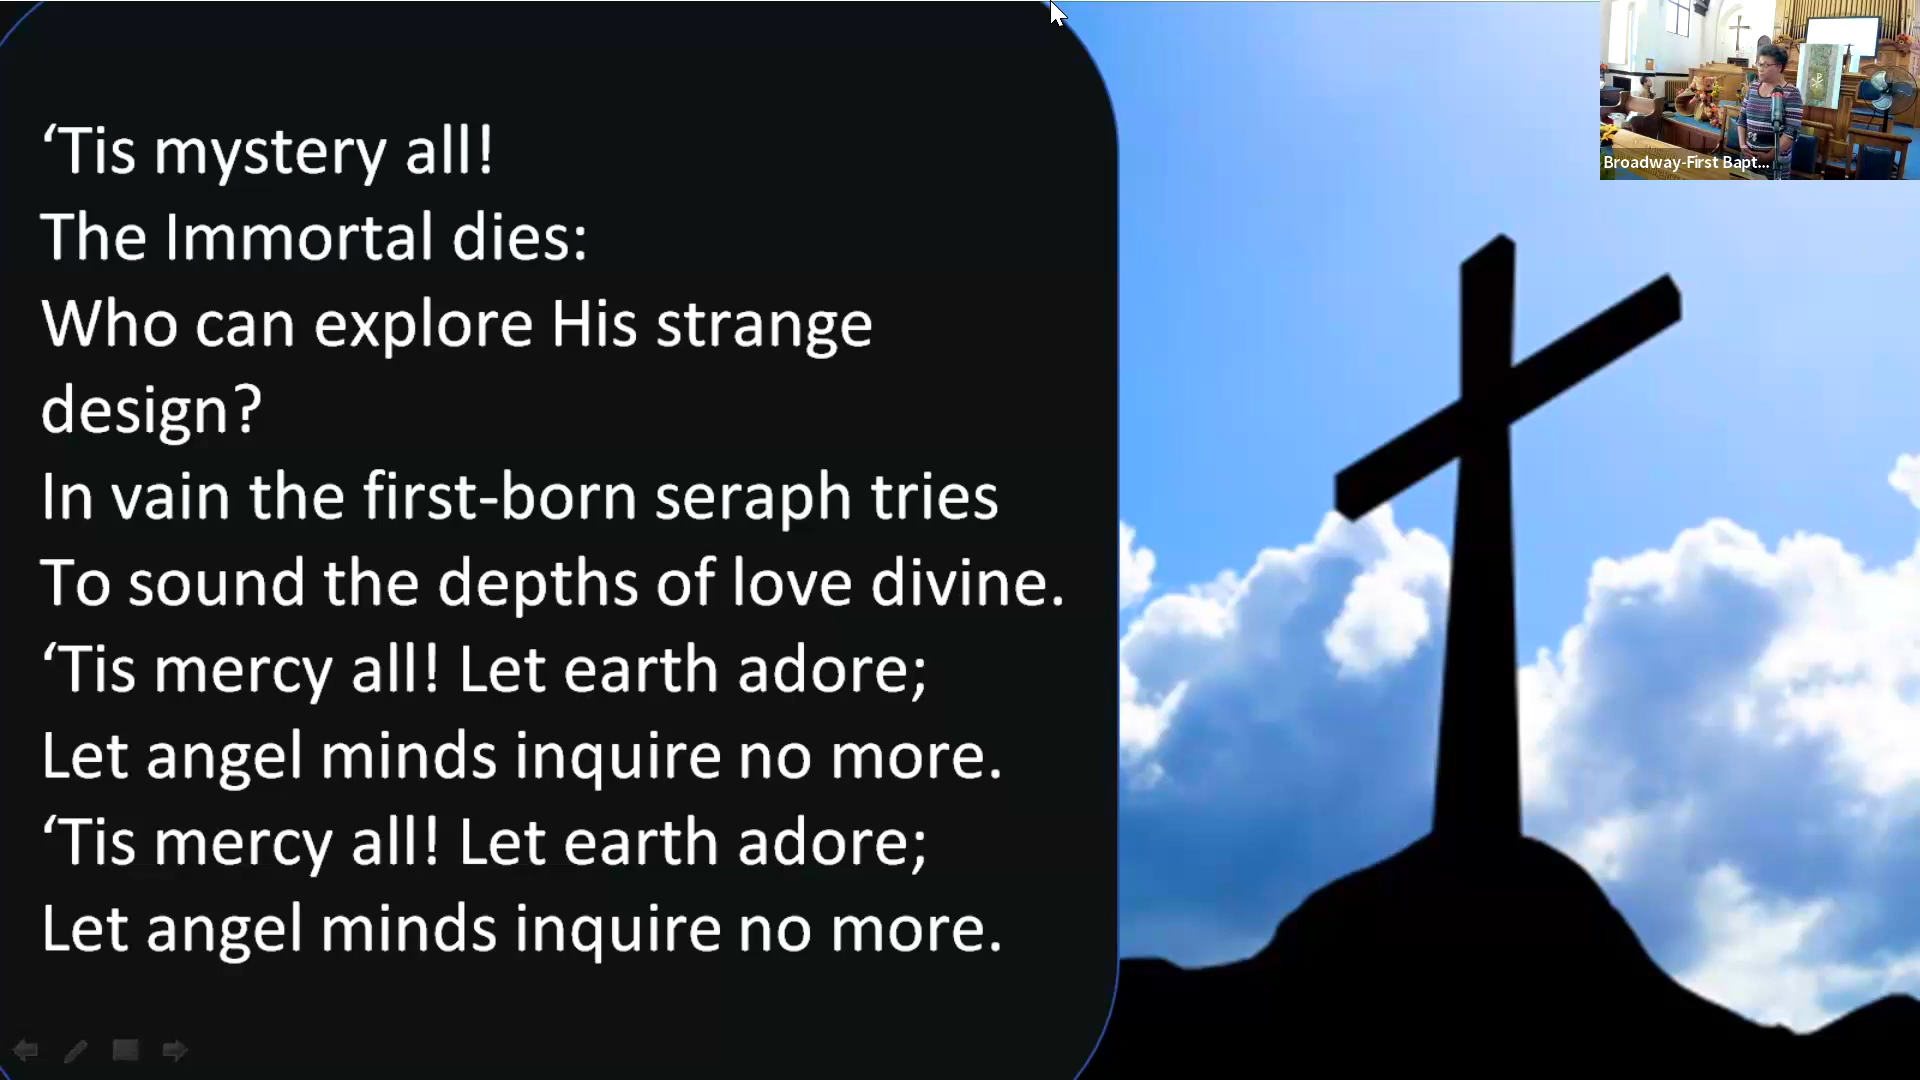 ‘Tis mystery all!
The Immortal dies:
Who can explore His strange
design?
In vain the first-born seraph tries
To sound the depths of love divine.
‘Tis mercy all! Let earth adore;
Let angel minds inquire no more.
‘Tis mercy all! Let earth adore;
Let angel minds inquire no more.
Broadway-First Bapt...